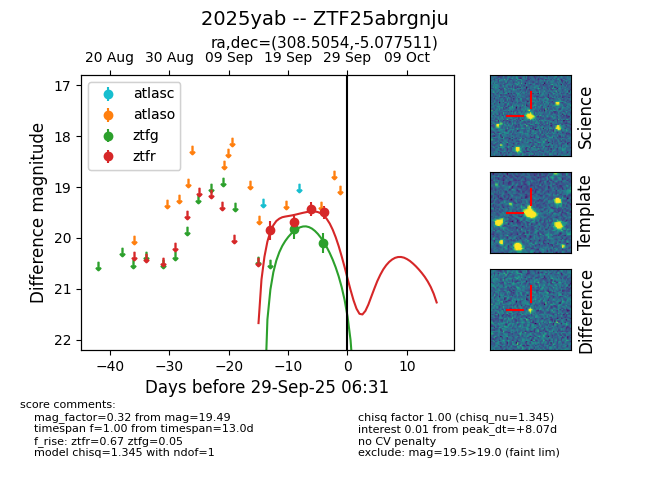 2025yab -- ZTF25abrgnju
ra,dec=(308.5054,-5.077511)
20 Aug 30 Aug 09 Sep 19 Sep 29 Sep 09 Oct
17
18
19
20
21
22
Difference magnitude
atlasc
atlaso
ztfg
ztfr
−40 −30 −20 −10 0 10
Days before 29-Sep-25 06:31
Science
Template
Difference
score comments:
mag_factor=0.32 from mag=19.49
timespan f=1.00 from timespan=13.0d
f_rise: ztfr=0.67 ztfg=0.05
model chisq=1.345 with ndof=1
chisq factor 1.00 (chisq_nu=1.345)
interest 0.01 from peak_dt=+8.07d
no CV penalty
exclude: mag=19.5>19.0 (faint lim)